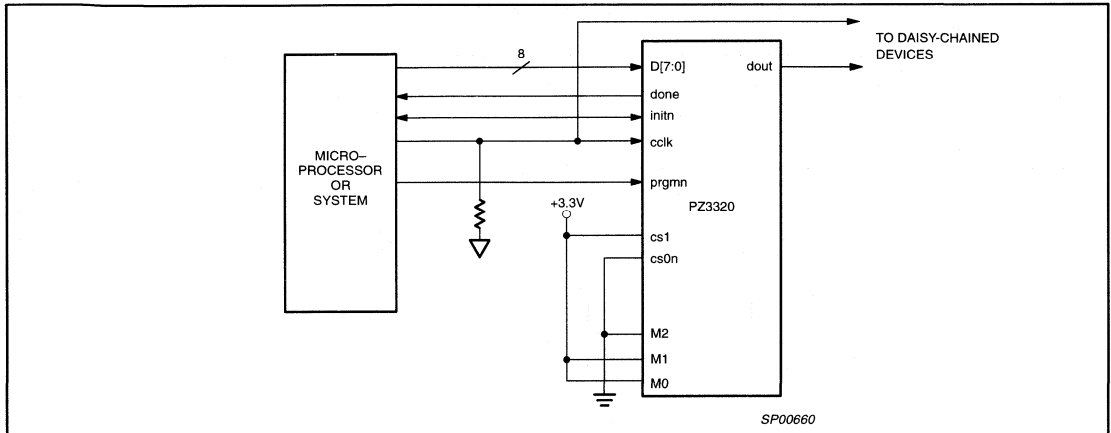 TO DAISY-CHAINED
DEVICES
8
D[7:0]
dout
done
initn
cclk
MICRO–
PROCESSOR
OR
SYSTEM
prgmn
+3.3V
PZ3320
cs1
cs0n
M2
M1
M0
SP00660